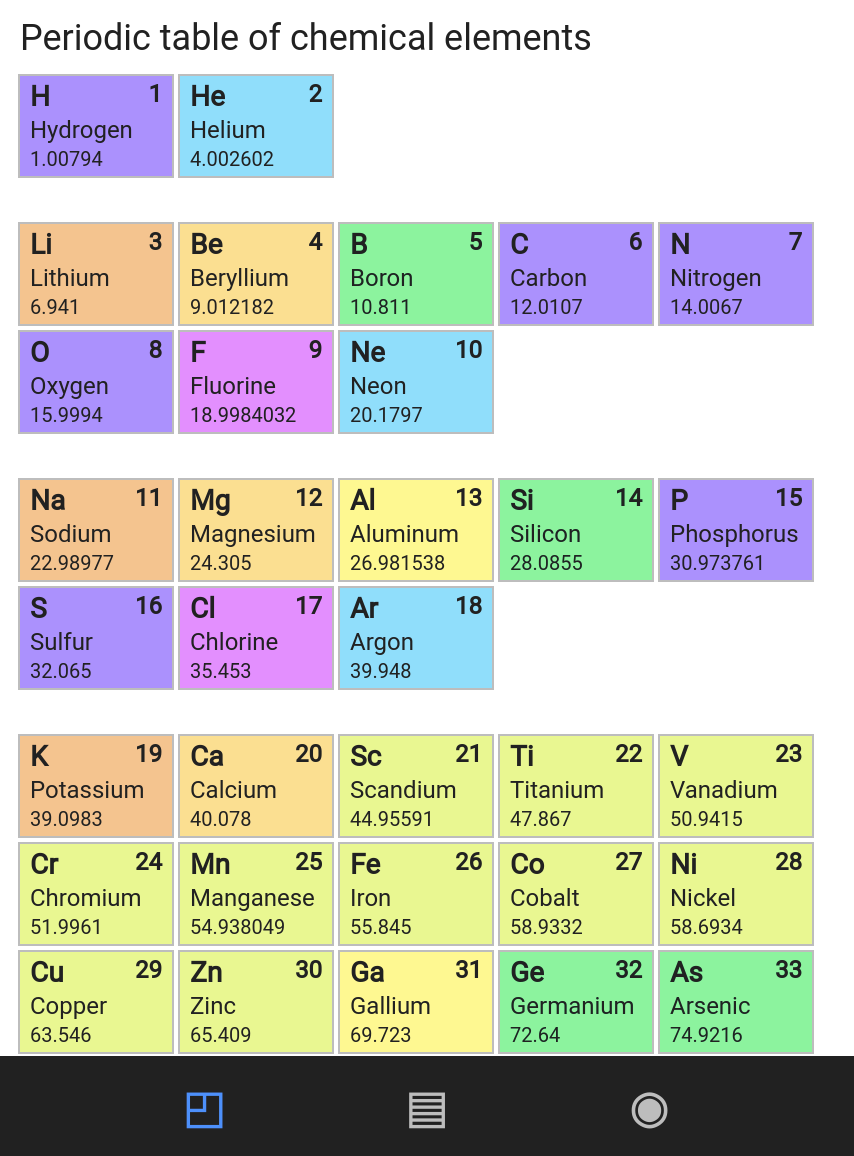 Periodic table of chemical elements
H 1 He 2
Hydrogen Helium
1.00794 4.002602
Li 3 Be 4 B 5 C 6 N 7
Lithium Beryllium Boron Carbon Nitrogen
6.941 9.012182 10.811 12.0107 14.0067
O 8 F 9 Ne 10
Oxygen Fluorine Neon
15.9994 18.9984032 20.1797
Na 11 Mg 12 Al 13 Si 14 P 15
Sodium Magnesium Aluminum Silicon Phosphorus
22.98977 24.305 26.981538 28.0855 30.973761
S 16 Cl 17 Ar 18
Sulfur Chlorine Argon
32.065 35.453 39.948
K 19 Ca 20 Sc 21 Ti 22 V 23
Potassium Calcium Scandium Titanium Vanadium
39.0983 40.078 44.95591 47.867 50.9415
Cr 24 Mn 25 Fe 26 Co 27 Ni 28
Chromium Manganese Iron Cobalt Nickel
51.9961 54.938049 55.845 58.9332 58.6934
Cu 29 Zn 30 Ga 31 Ge 32 As 33
Copper Zinc Gallium Germanium Arsenic
63.546 65.409 69.723 72.64 74.9216